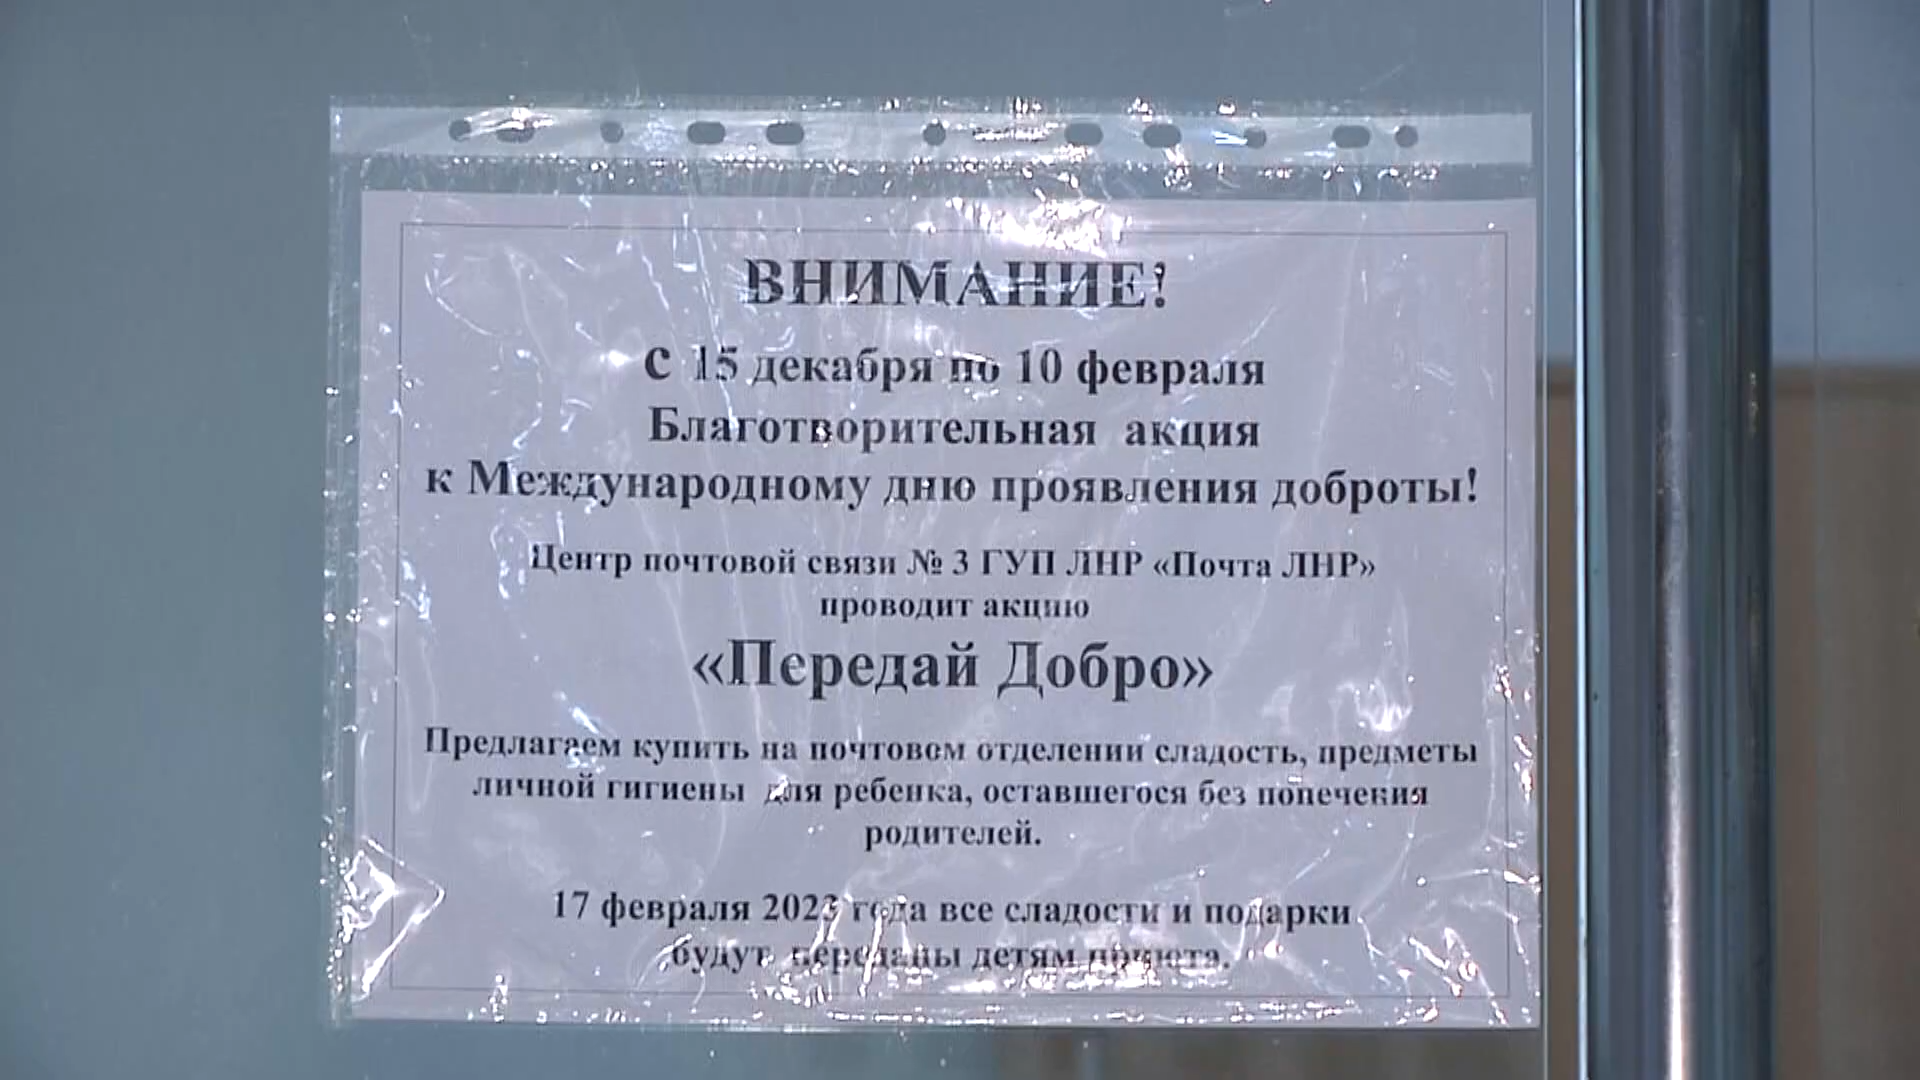 ВНИМАНИЕ!
с 15 декабря по 10 февраля
Благотворительная акция
к Международному дню проявления доброты!
Центр почтовой связи № 3 ГУП ЛНР «Почта ЛНР»
проводит акцию
«Передай Добро»
Предлагаем купить на почтовом отделении сладость, предметы
личной гигиены для ребенка, оставшегося без попечения
родителей.
17 февраля 2023 года все сладости и подарки
будут переданы детям приюта.